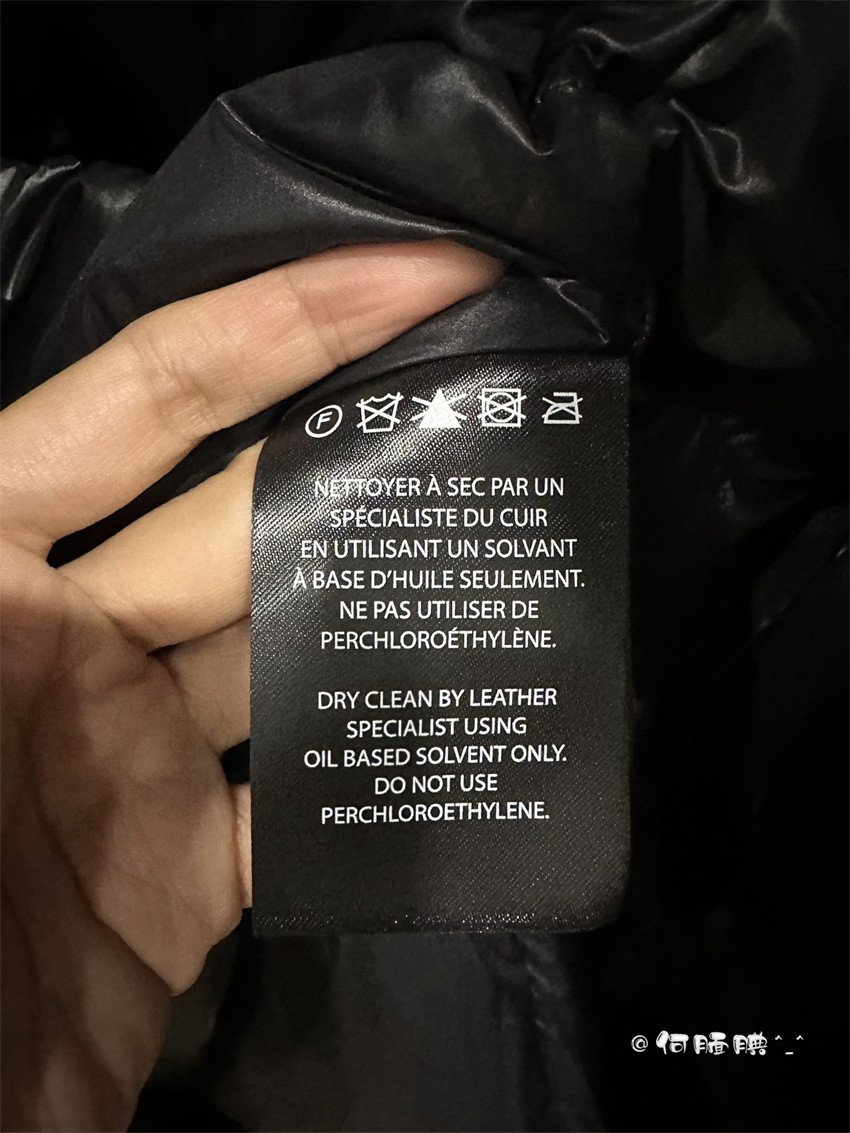 F
NETTOYER À SEC PAR UN
SPÉCIALISTE DU CUIR
EN UTILISANT UN SOLVANT
À BASE D'HUILE SEULEMENT.
NE PAS UTILISER DE
PERCHLOROÉTHYLÈNE.
DRY CLEAN BY LEATHER
SPECIALIST USING
OIL BASED SOLVENT ONLY.
DO NOT USE
PERCHLOROETHYLENE.
@何 ^_^